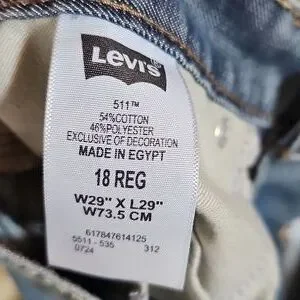 Levi's
511™
54%COTTON
46%POLYESTER
EXCLUSIVE OF DECORATION
MADE IN EGYPT
18 REG
W29" X L29"
W73.5 CM
617847614125
5511 - 535 312
0724